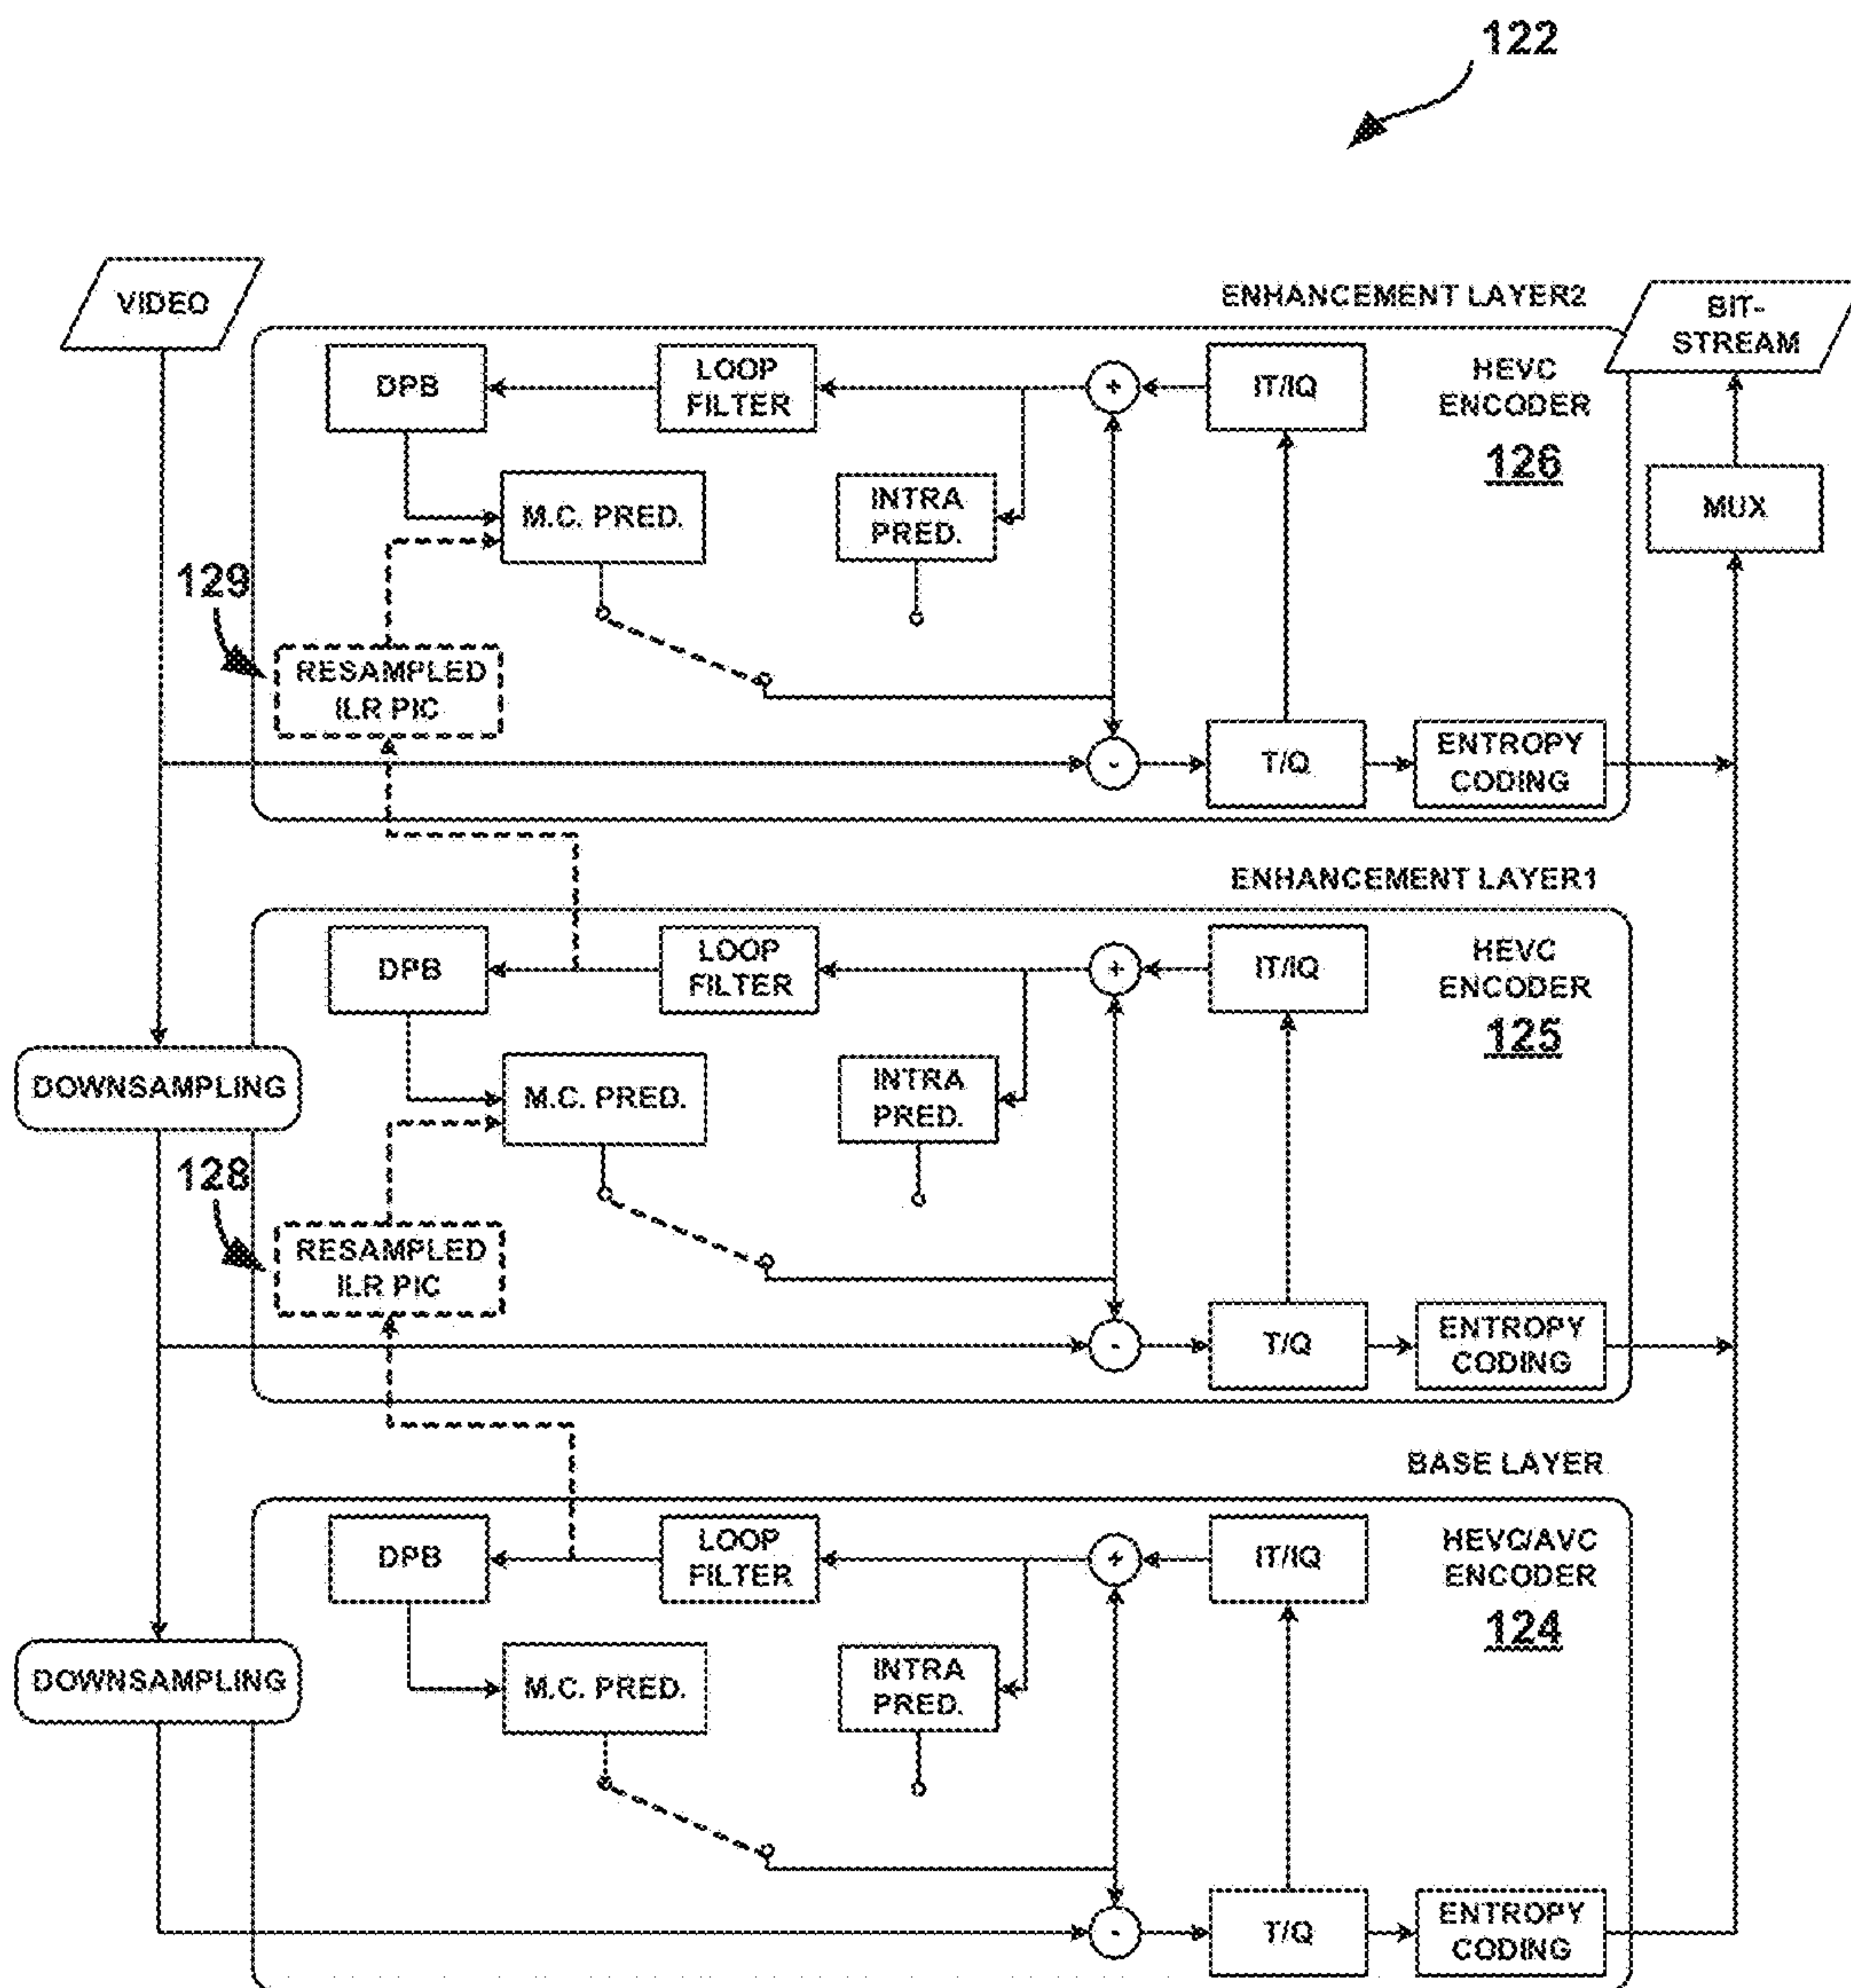 122
VIDEO
ENHANCEMENT LAYER2
BIT-
STREAM
DPB
LOOP
FILTER
+
IT/IQ
HEVC
ENCODER
126
M.C. PRED.
INTRA
PRED.
MUX
129
RESAMPLED
ILR PIC
-
T/Q
ENTROPY
CODING
ENHANCEMENT LAYER1
DPB
LOOP
FILTER
+
IT/IQ
HEVC
ENCODER
125
DOWNSAMPLING
M.C. PRED.
INTRA
PRED.
128
RESAMPLED
ILR PIC
-
T/Q
ENTROPY
CODING
BASE LAYER
DPB
LOOP
FILTER
+
IT/IQ
HEVC/AVC
ENCODER
124
DOWNSAMPLING
M.C. PRED.
INTRA
PRED.
-
T/Q
ENTROPY
CODING